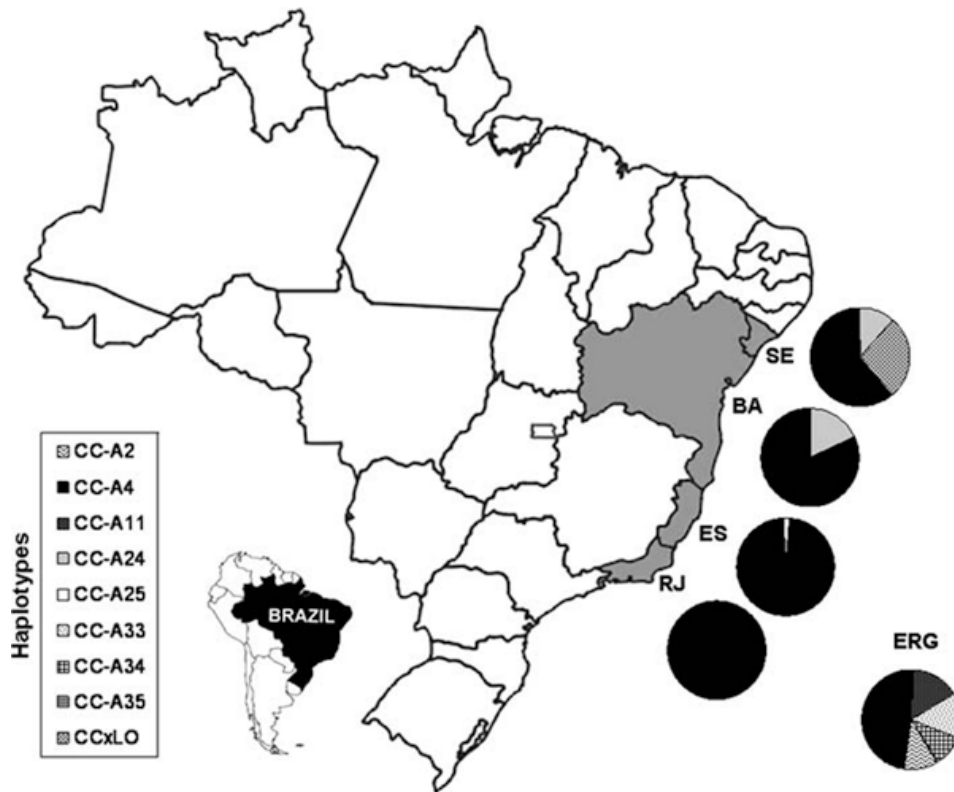 SE
BA
ES
RJ
ERG
Haplotypes
CC-A2
CC-A4
CC-A11
CC-A24
CC-A25
CC-A33
CC-A34
CC-A35
CCxLO
BRAZIL